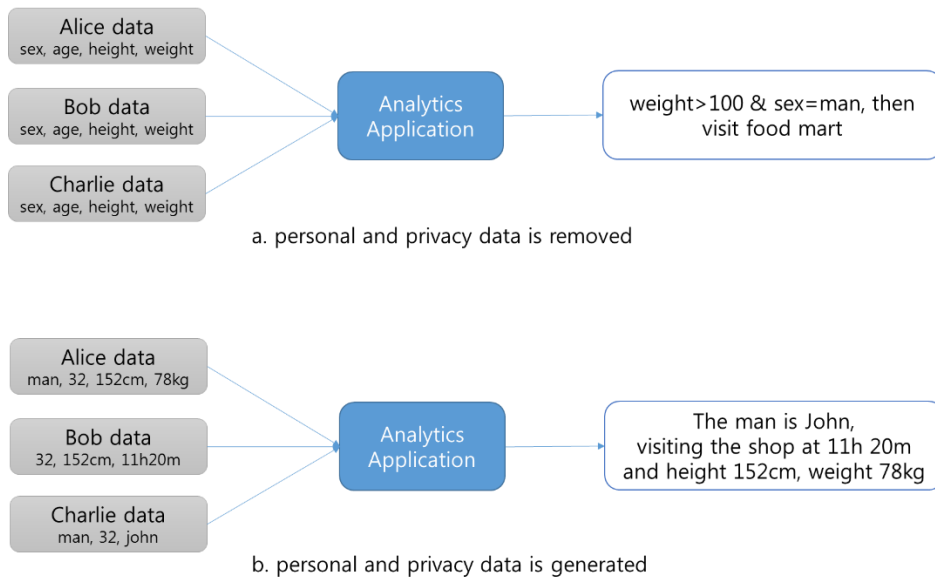 Alice data
sex, age, height, weight
Bob data
sex, age, height, weight
Charlie data
sex, age, height, weight
Analytics
Application
weight>100 & sex=man, then
visit food mart
a. personal and privacy data is removed
Alice data
man, 32, 152cm, 78kg
Bob data
32, 152cm, 11h20m
Charlie data
man, 32, john
Analytics
Application
The man is John,
visiting the shop at 11h 20m
and height 152cm, weight 78kg
b. personal and privacy data is generated